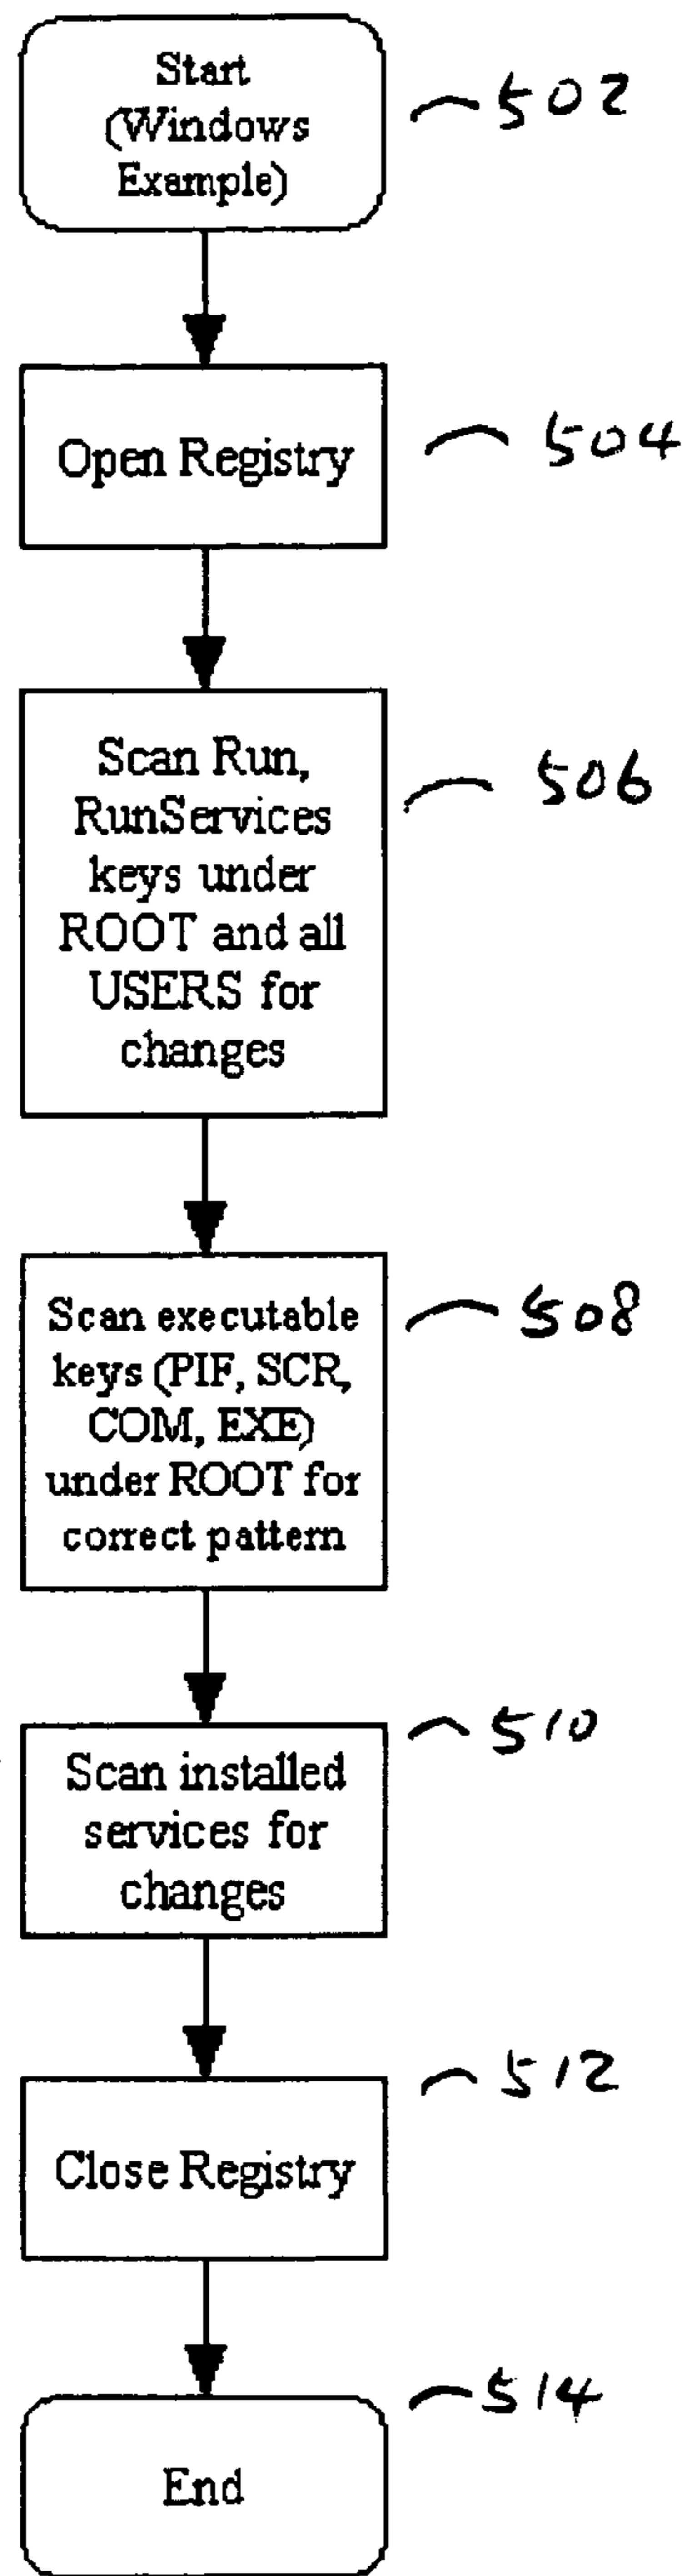 Start
(Windows
Example)
502
Open Registry
504
Scan Run,
RunServices
keys under
ROOT and all
USERS for
changes
506
Scan executable
keys (PIF, SCR,
COM, EXE)
under ROOT for
correct pattern
508
Scan installed
services for
changes
510
Close Registry
512
End
514